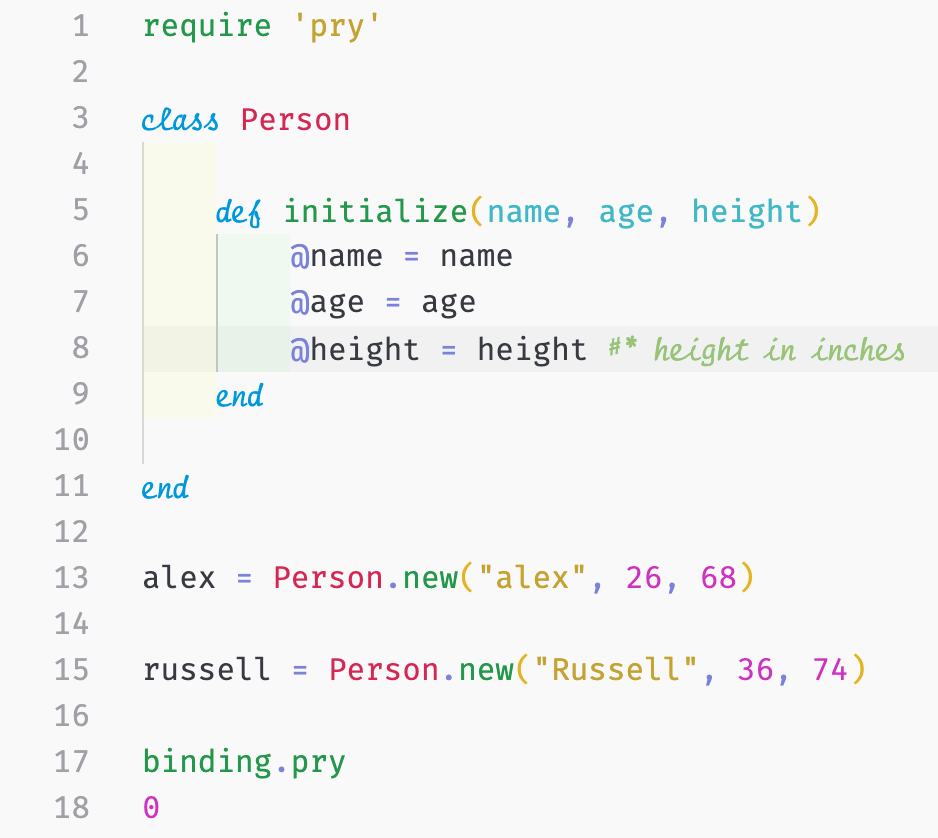 1 require 'pry'
2
3 class Person
4
5     def initialize(name, age, height)
6         @name = name
7         @age = age
8         @height = height #* height in inches
9     end
10
11 end
12
13 alex = Person.new("alex", 26, 68)
14
15 russell = Person.new("Russell", 36, 74)
16
17 binding.pry
18 0